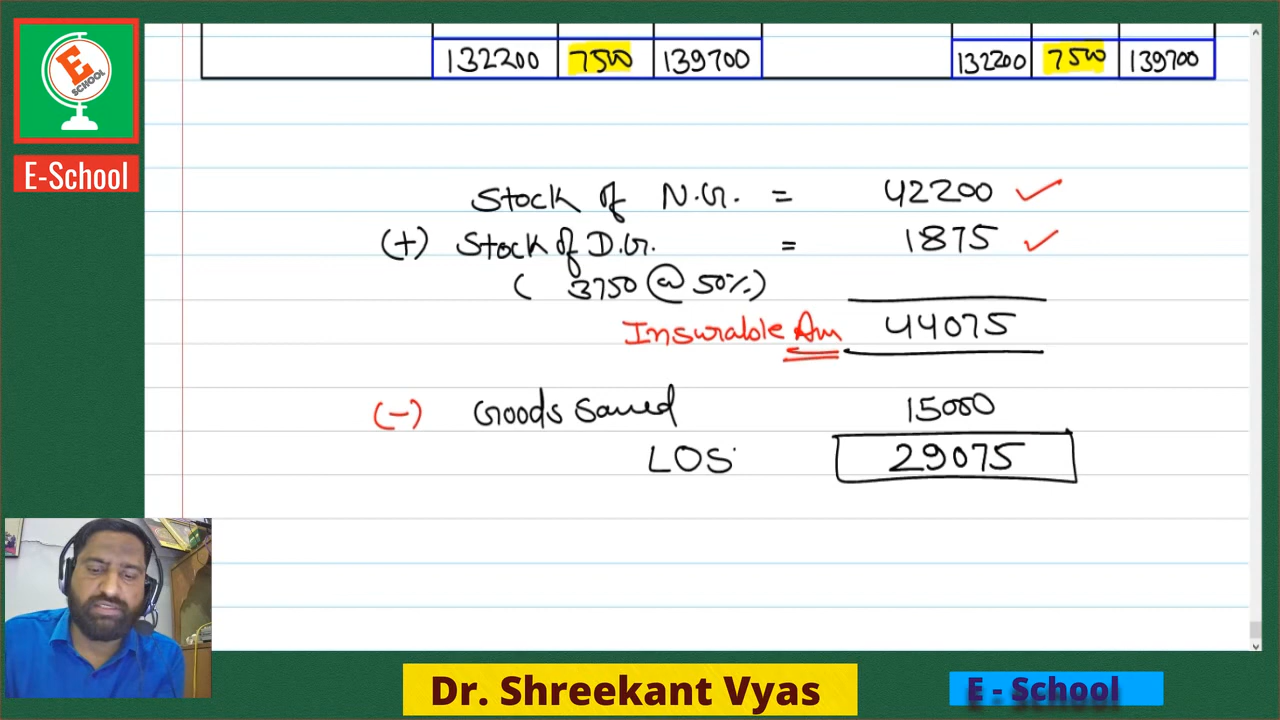 E SCHOOL
E-School
132200 7500 139700 132200 7500 139700
Stock of N.G. = 42200 ✓
(+) Stock of D.G. = 1875 ✓
( 3750 @ 50%)
Insurable Am 44075
(-) Goods saved 15000
LOS 29075
Dr. Shreekant Vyas
E - School